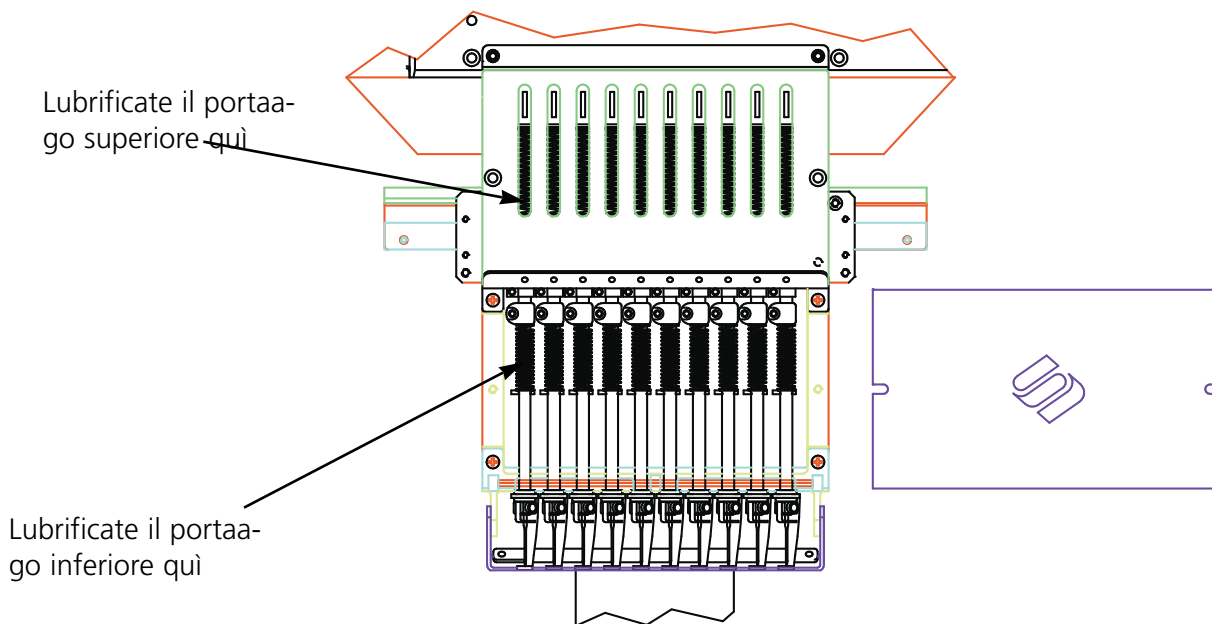 Lubrificate il portaa-
go superiore quì
Lubrificate il portaa-
go inferiore quì